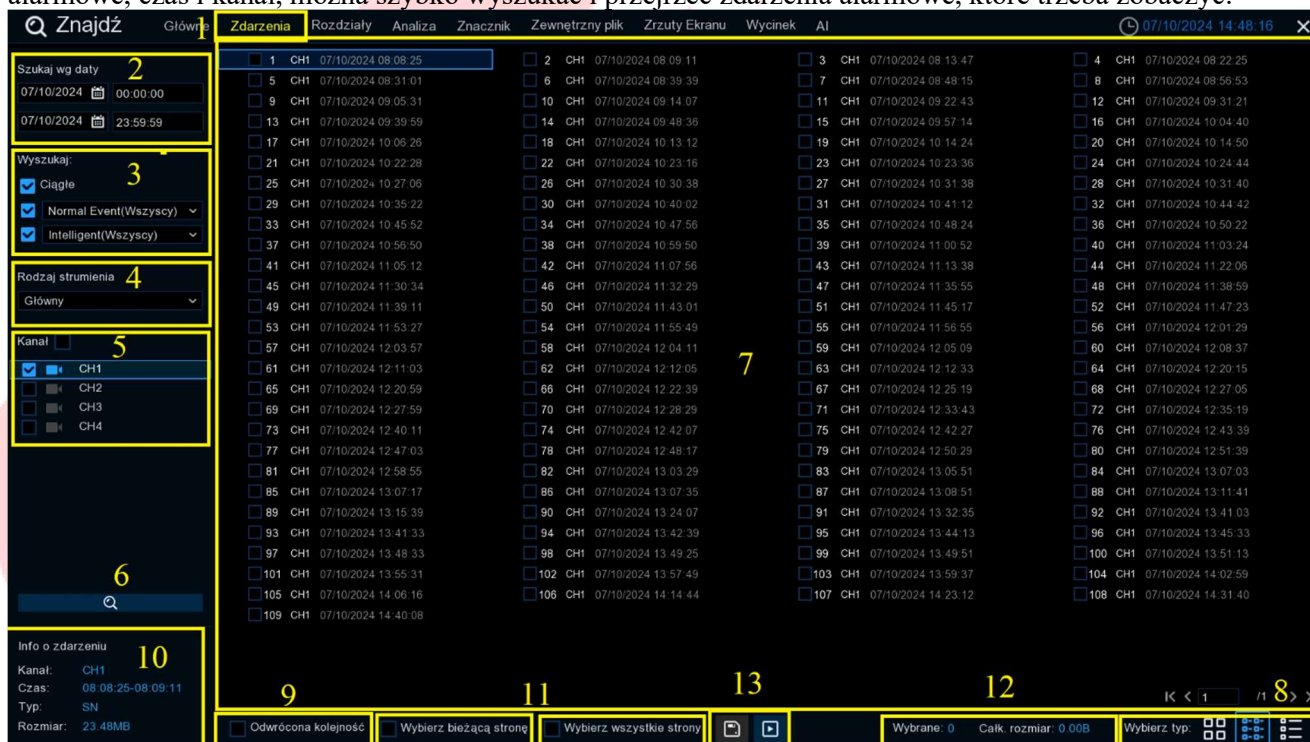 alarmowe, czas i kanał, można szybko wyszukać i przejrzeć zdarzenia alarmowe, które trzeba zobaczyć.
Znajdź Główne 1 Zdarzenia Rozdziały Analiza Znacznik Zewnętrzny plik Zrzuty Ekranu Wycinek AI 07/10/2024 14:48:16
Szukaj wg daty 2
07/10/2024 00:00:00
07/10/2024 23:59:59
Wyszukaj: 3
Ciągłe
Normal Event(Wszyscy)
Intelligent(Wszyscy)
Rodzaj strumienia 4
Główny
Kanał 5
CH1
CH2
CH3
CH4
6
Info o zdarzeniu 10
Kanał: CH1
Czas: 08:08:25-08:09:11
Typ: SN
Rozmiar: 23.48MB
1 CH1 07/10/2024 08:08:25 2 CH1 07/10/2024 08:09:11 3 CH1 07/10/2024 08:13:47 4 CH1 07/10/2024 08:22:25
5 CH1 07/10/2024 08:31:01 6 CH1 07/10/2024 08:39:39 7 CH1 07/10/2024 08:48:15 8 CH1 07/10/2024 08:56:53
9 CH1 07/10/2024 09:05:31 10 CH1 07/10/2024 09:14:07 11 CH1 07/10/2024 09:22:43 12 CH1 07/10/2024 09:31:21
13 CH1 07/10/2024 09:39:59 14 CH1 07/10/2024 09:48:36 15 CH1 07/10/2024 09:57:14 16 CH1 07/10/2024 10:04:40
17 CH1 07/10/2024 10:06:26 18 CH1 07/10/2024 10:13:12 19 CH1 07/10/2024 10:14:24 20 CH1 07/10/2024 10:14:50
21 CH1 07/10/2024 10:22:28 22 CH1 07/10/2024 10:23:16 23 CH1 07/10/2024 10:23:36 24 CH1 07/10/2024 10:24:44
25 CH1 07/10/2024 10:27:06 26 CH1 07/10/2024 10:30:38 27 CH1 07/10/2024 10:31:38 28 CH1 07/10/2024 10:31:40
29 CH1 07/10/2024 10:35:22 30 CH1 07/10/2024 10:40:02 31 CH1 07/10/2024 10:41:12 32 CH1 07/10/2024 10:44:42
33 CH1 07/10/2024 10:45:52 34 CH1 07/10/2024 10:47:56 35 CH1 07/10/2024 10:48:24 36 CH1 07/10/2024 10:50:22
37 CH1 07/10/2024 10:56:50 38 CH1 07/10/2024 10:59:50 39 CH1 07/10/2024 11:00:52 40 CH1 07/10/2024 11:03:24
41 CH1 07/10/2024 11:05:12 42 CH1 07/10/2024 11:07:56 43 CH1 07/10/2024 11:13:38 44 CH1 07/10/2024 11:22:06
45 CH1 07/10/2024 11:30:34 46 CH1 07/10/2024 11:32:29 47 CH1 07/10/2024 11:35:55 48 CH1 07/10/2024 11:38:59
49 CH1 07/10/2024 11:39:11 50 CH1 07/10/2024 11:43:01 51 CH1 07/10/2024 11:45:17 52 CH1 07/10/2024 11:47:23
53 CH1 07/10/2024 11:53:27 54 CH1 07/10/2024 11:55:49 55 CH1 07/10/2024 11:56:55 56 CH1 07/10/2024 12:01:29
57 CH1 07/10/2024 12:03:57 58 CH1 07/10/2024 12:04:11 59 CH1 07/10/2024 12:05:09 60 CH1 07/10/2024 12:08:37
61 CH1 07/10/2024 12:11:03 62 CH1 07/10/2024 12:12:05 7 63 CH1 07/10/2024 12:12:33 64 CH1 07/10/2024 12:20:15
65 CH1 07/10/2024 12:20:59 66 CH1 07/10/2024 12:22:39 67 CH1 07/10/2024 12:25:19 68 CH1 07/10/2024 12:27:05
69 CH1 07/10/2024 12:27:59 70 CH1 07/10/2024 12:28:29 71 CH1 07/10/2024 12:33:43 72 CH1 07/10/2024 12:35:19
73 CH1 07/10/2024 12:40:11 74 CH1 07/10/2024 12:42:07 75 CH1 07/10/2024 12:42:27 76 CH1 07/10/2024 12:43:39
77 CH1 07/10/2024 12:47:03 78 CH1 07/10/2024 12:48:17 79 CH1 07/10/2024 12:50:29 80 CH1 07/10/2024 12:51:39
81 CH1 07/10/2024 12:58:55 82 CH1 07/10/2024 13:03:29 83 CH1 07/10/2024 13:05:51 84 CH1 07/10/2024 13:07:03
85 CH1 07/10/2024 13:07:17 86 CH1 07/10/2024 13:07:35 87 CH1 07/10/2024 13:08:51 88 CH1 07/10/2024 13:11:41
89 CH1 07/10/2024 13:15:39 90 CH1 07/10/2024 13:24:07 91 CH1 07/10/2024 13:32:35 92 CH1 07/10/2024 13:41:03
93 CH1 07/10/2024 13:41:33 94 CH1 07/10/2024 13:42:39 95 CH1 07/10/2024 13:44:13 96 CH1 07/10/2024 13:45:33
97 CH1 07/10/2024 13:48:33 98 CH1 07/10/2024 13:49:25 99 CH1 07/10/2024 13:49:51 100 CH1 07/10/2024 13:51:13
101 CH1 07/10/2024 13:55:31 102 CH1 07/10/2024 13:57:49 103 CH1 07/10/2024 13:59:37 104 CH1 07/10/2024 14:02:59
105 CH1 07/10/2024 14:06:16 106 CH1 07/10/2024 14:14:44 107 CH1 07/10/2024 14:23:12 108 CH1 07/10/2024 14:31:40
109 CH1 07/10/2024 14:40:08
9 11 13 12 1 /1 8
Odwrócona kolejność Wybierz bieżącą stronę Wybierz wszystkie strony Wybrane: 0 Całk. rozmiar: 0.00B Wybierz typ: